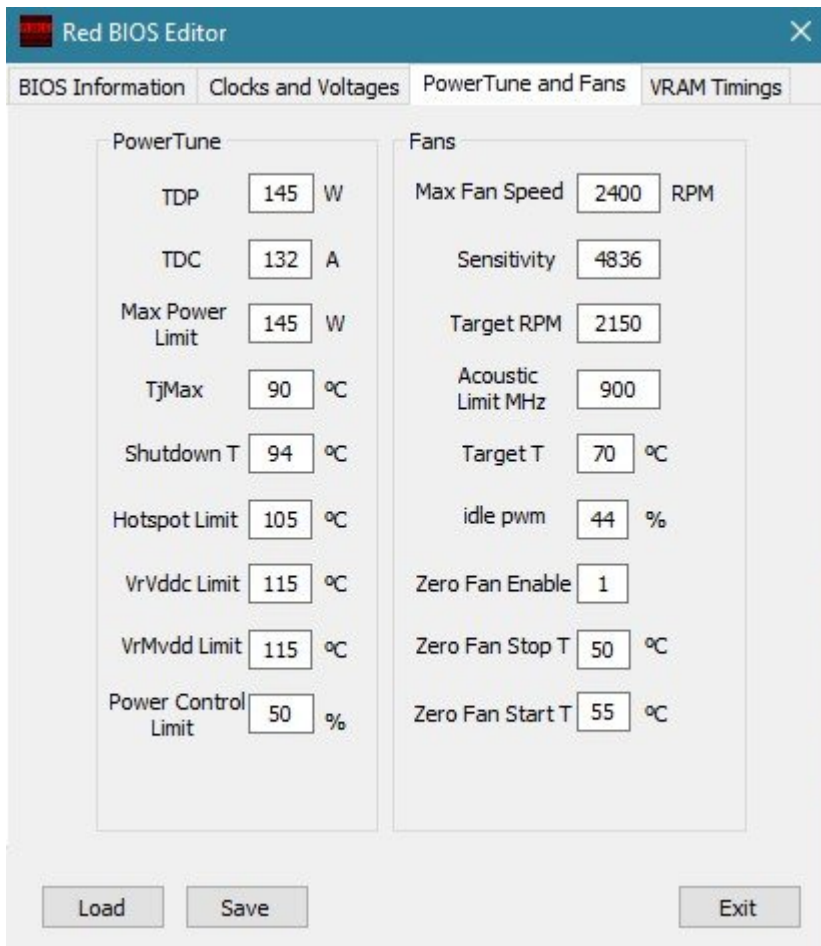 Red BIOS Editor
BIOS Information Clocks and Voltages PowerTune and Fans VRAM Timings
PowerTune
TDP 145 W
TDC 132 A
Max Power
Limit 145 W
TjMax 90 ºC
Shutdown T 94 ºC
Hotspot Limit 105 ºC
VrVddc Limit 115 ºC
VrMvdd Limit 115 ºC
Power Control
Limit 50 %
Fans
Max Fan Speed 2400 RPM
Sensitivity 4836
Target RPM 2150
Acoustic
Limit MHz 900
Target T 70 ºC
idle pwm 44 %
Zero Fan Enable 1
Zero Fan Stop T 50 ºC
Zero Fan Start T 55 ºC
Load Save Exit